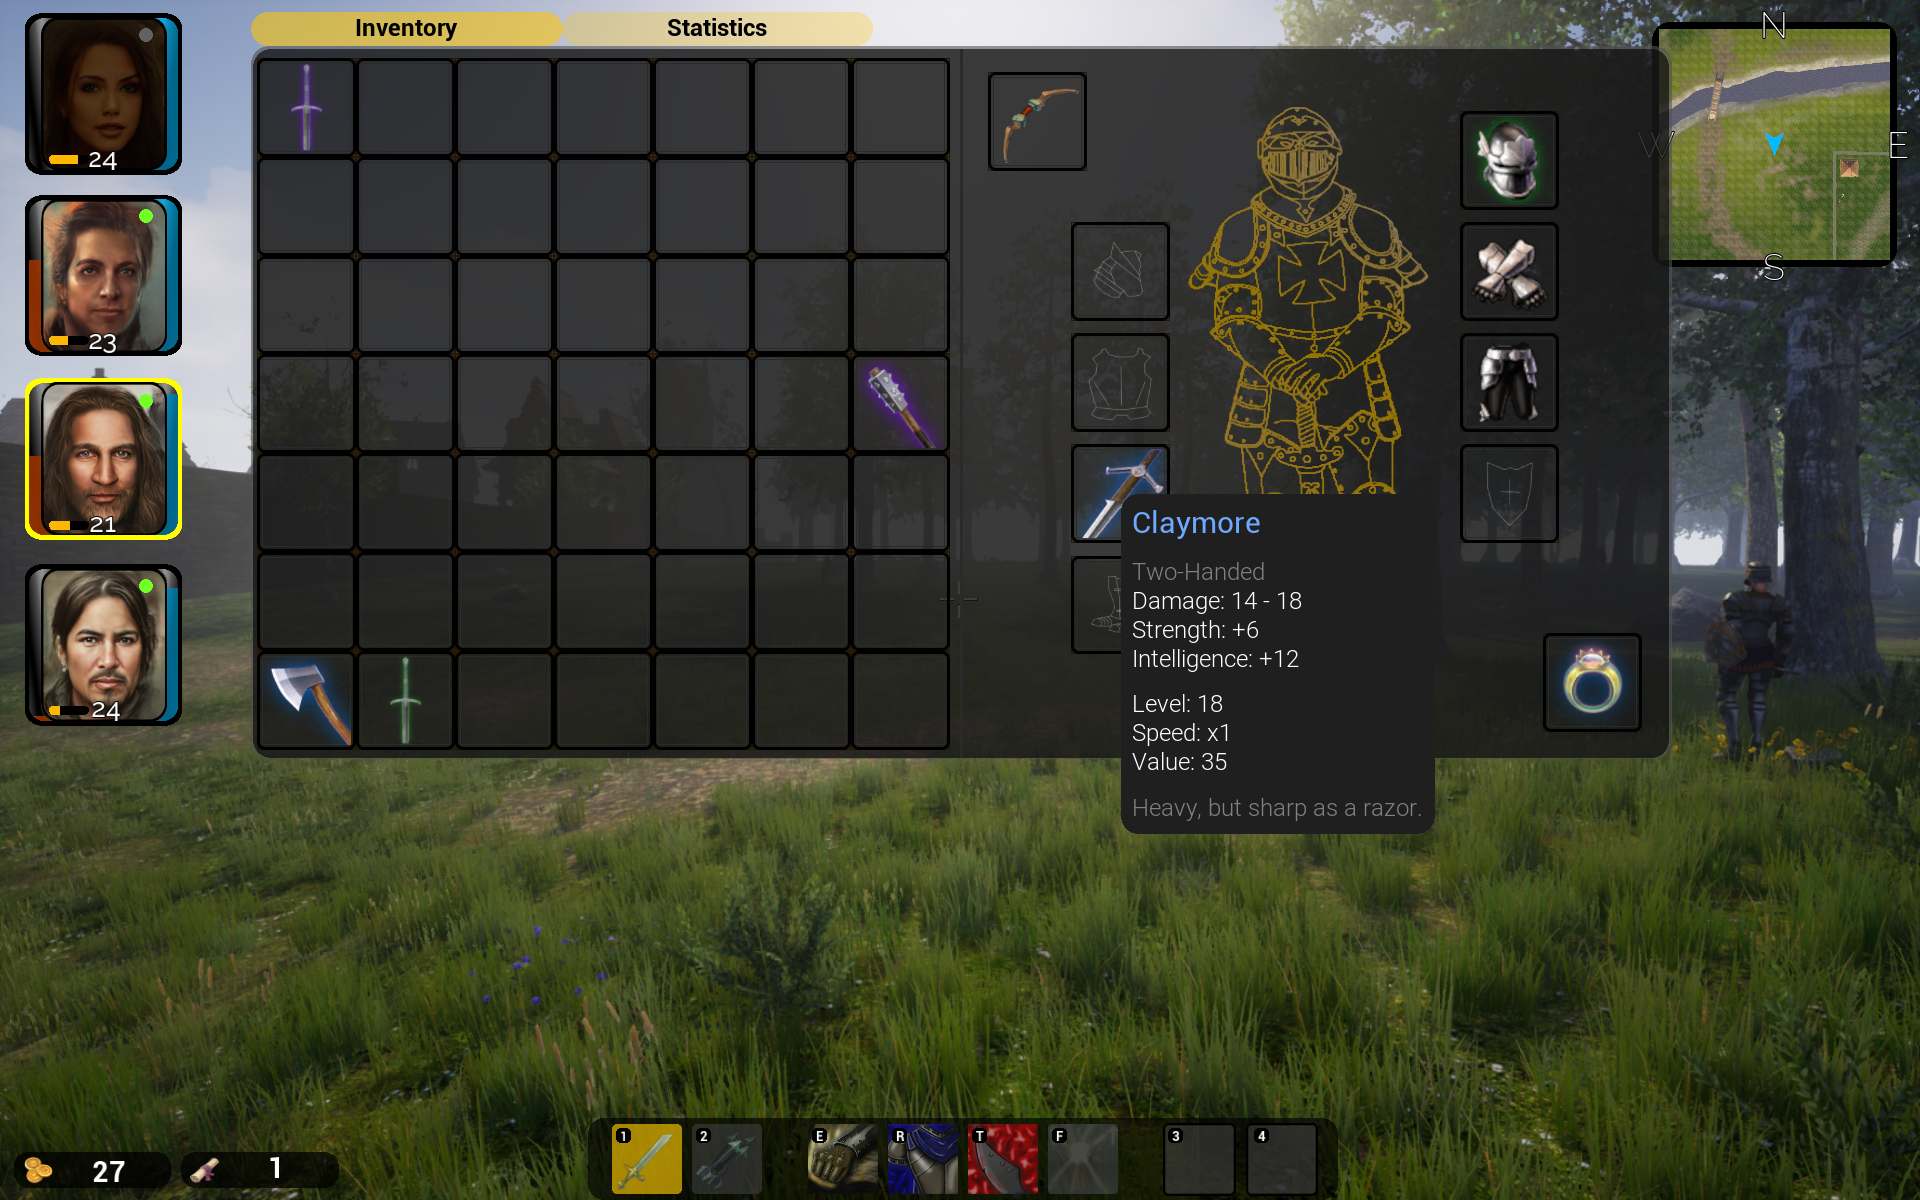 Inventory
Statistics
N
W
E
S
24
23
21
24
Claymore
Two-Handed
Damage: 14 - 18
Strength: +6
Intelligence: +12
Level: 18
Speed: x1
Value: 35
Heavy, but sharp as a razor.
1
2
E
R
T
F
3
4
27
1